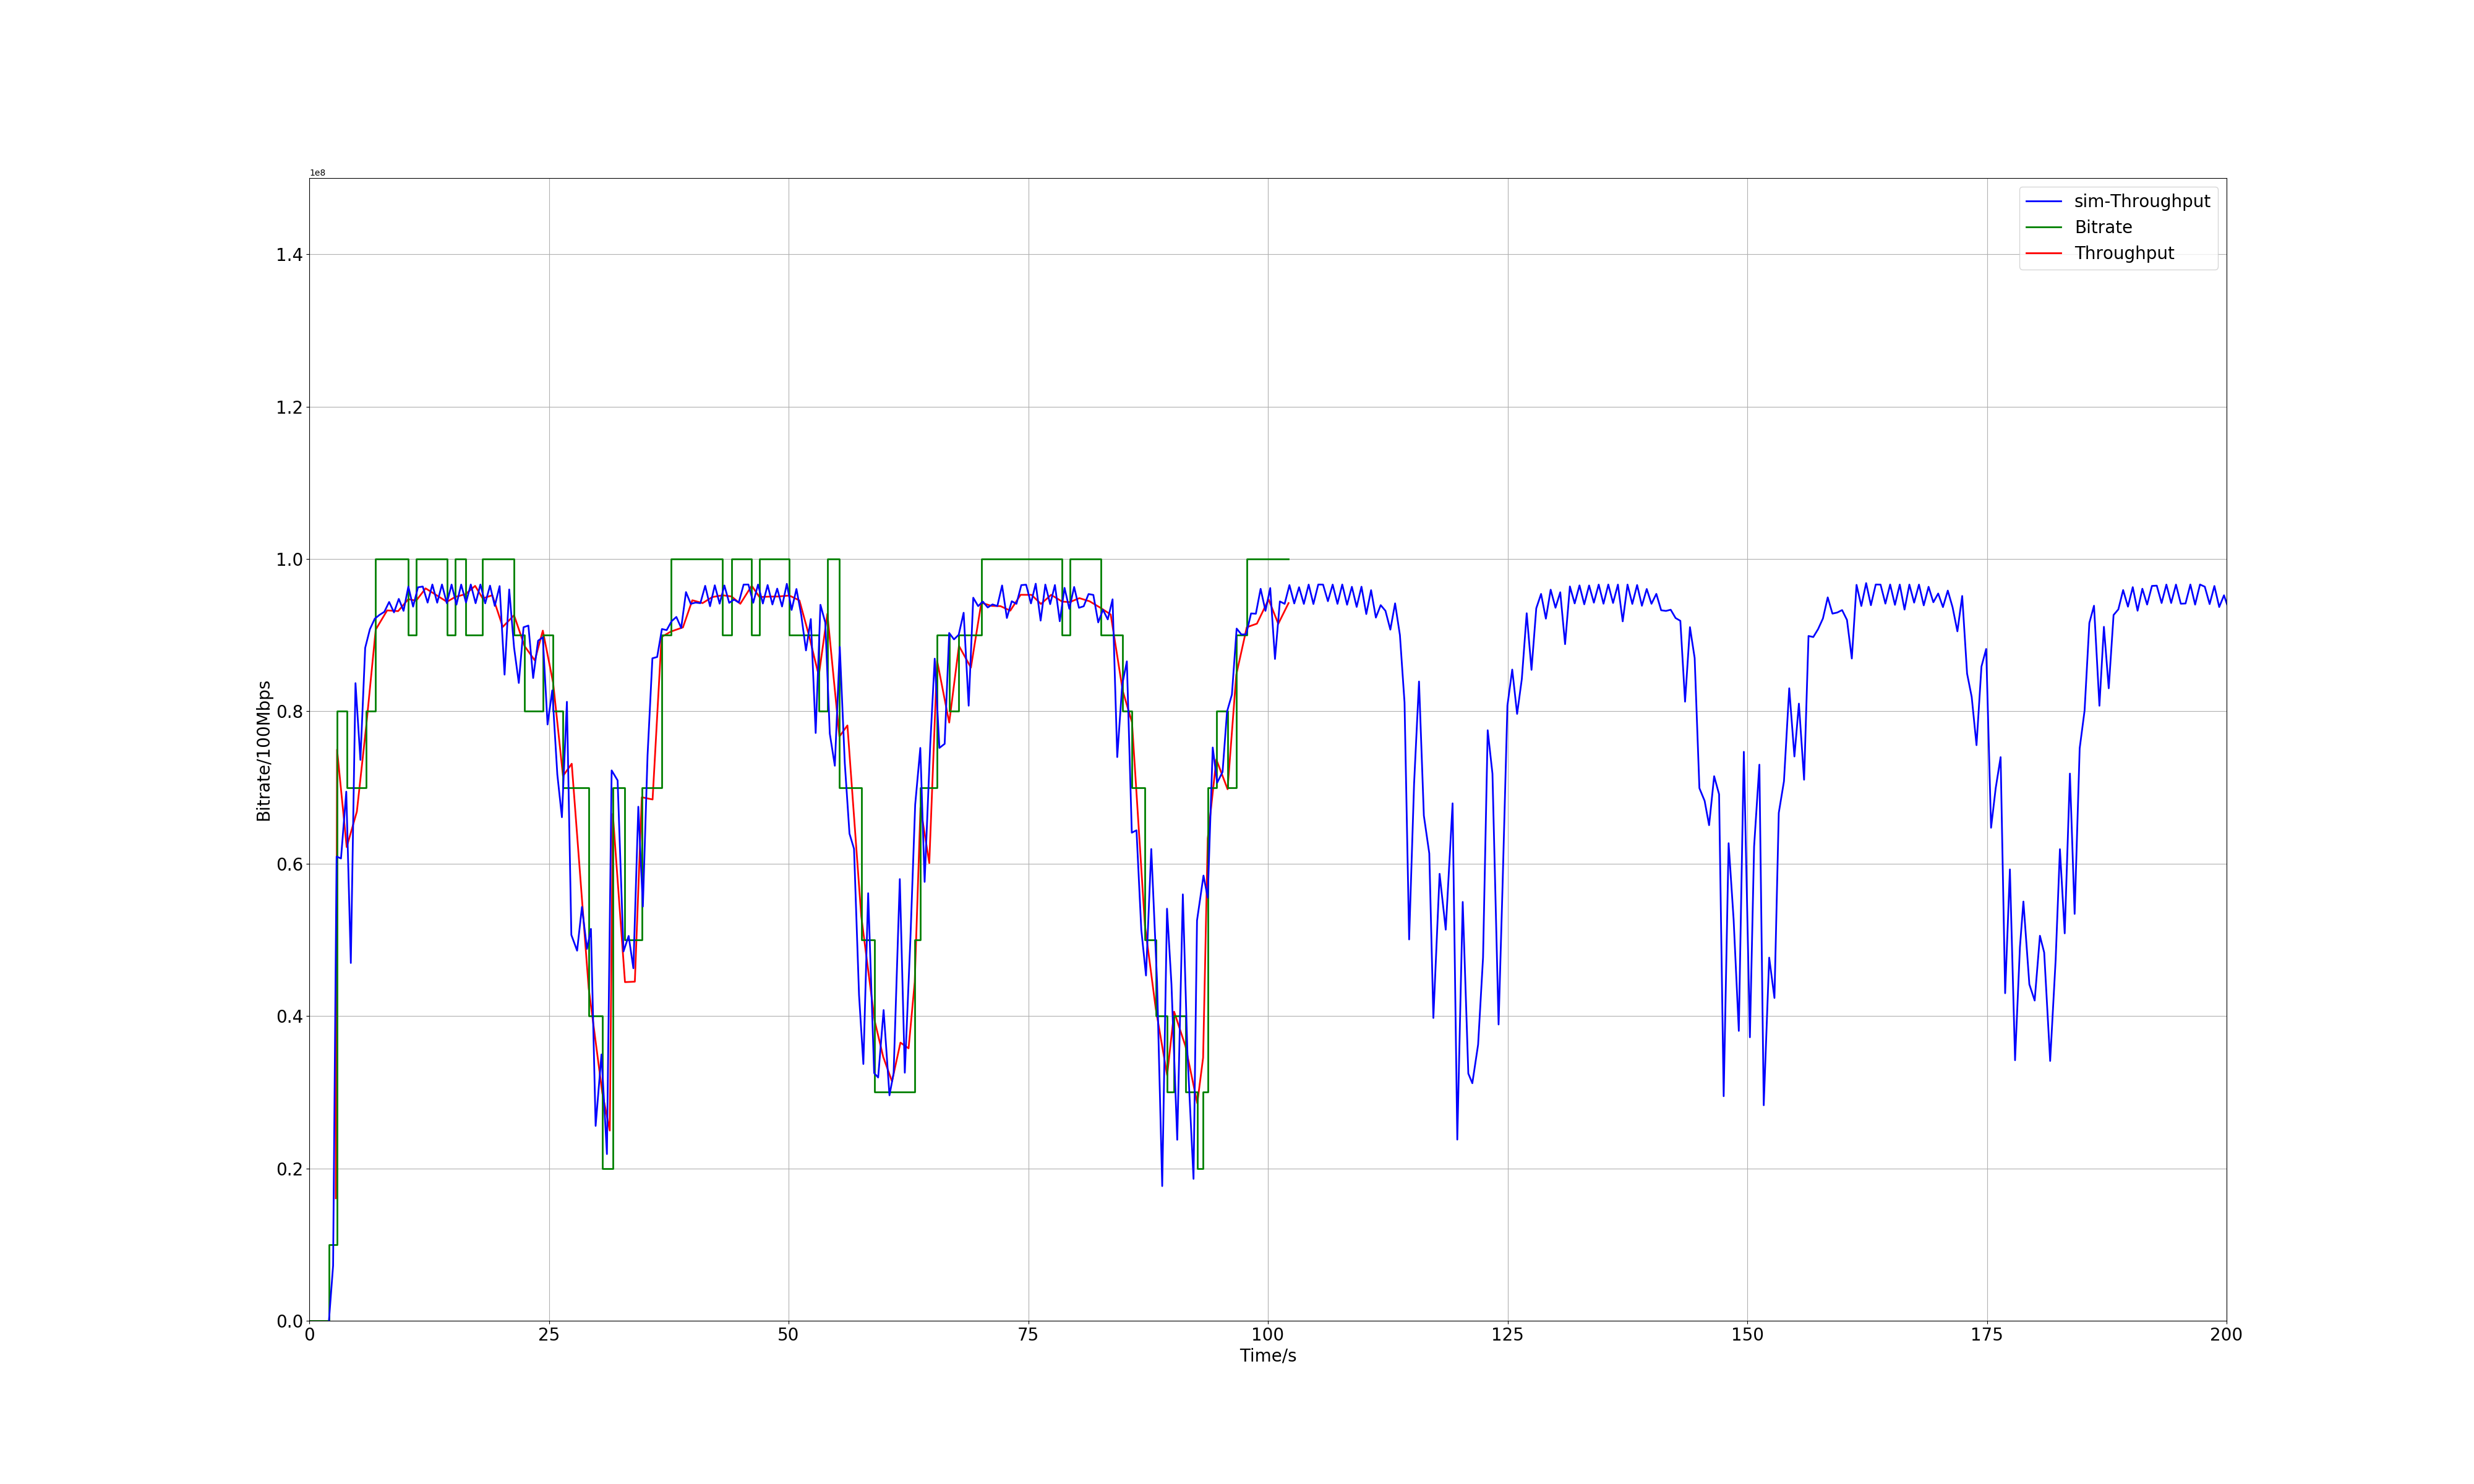 1e8
sim-Throughput
Bitrate
Throughput
1.4
1.2
1.0
0.8
0.6
0.4
0.2
0.0
Bitrate/100Mbps
0 25 50 75 100 125 150 175 200
Time/s